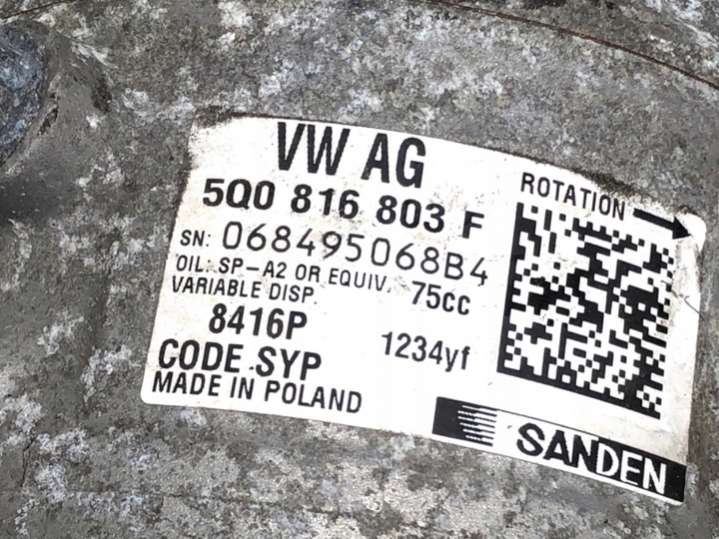 VW AG
5Q0 816 803 F
ROTATION
SN: 068495068B4
OIL: SP-A2 OR EQUIV. 75cc
VARIABLE DISP.
8416P
1234yf
CODE SYP
MADE IN POLAND
SANDEN